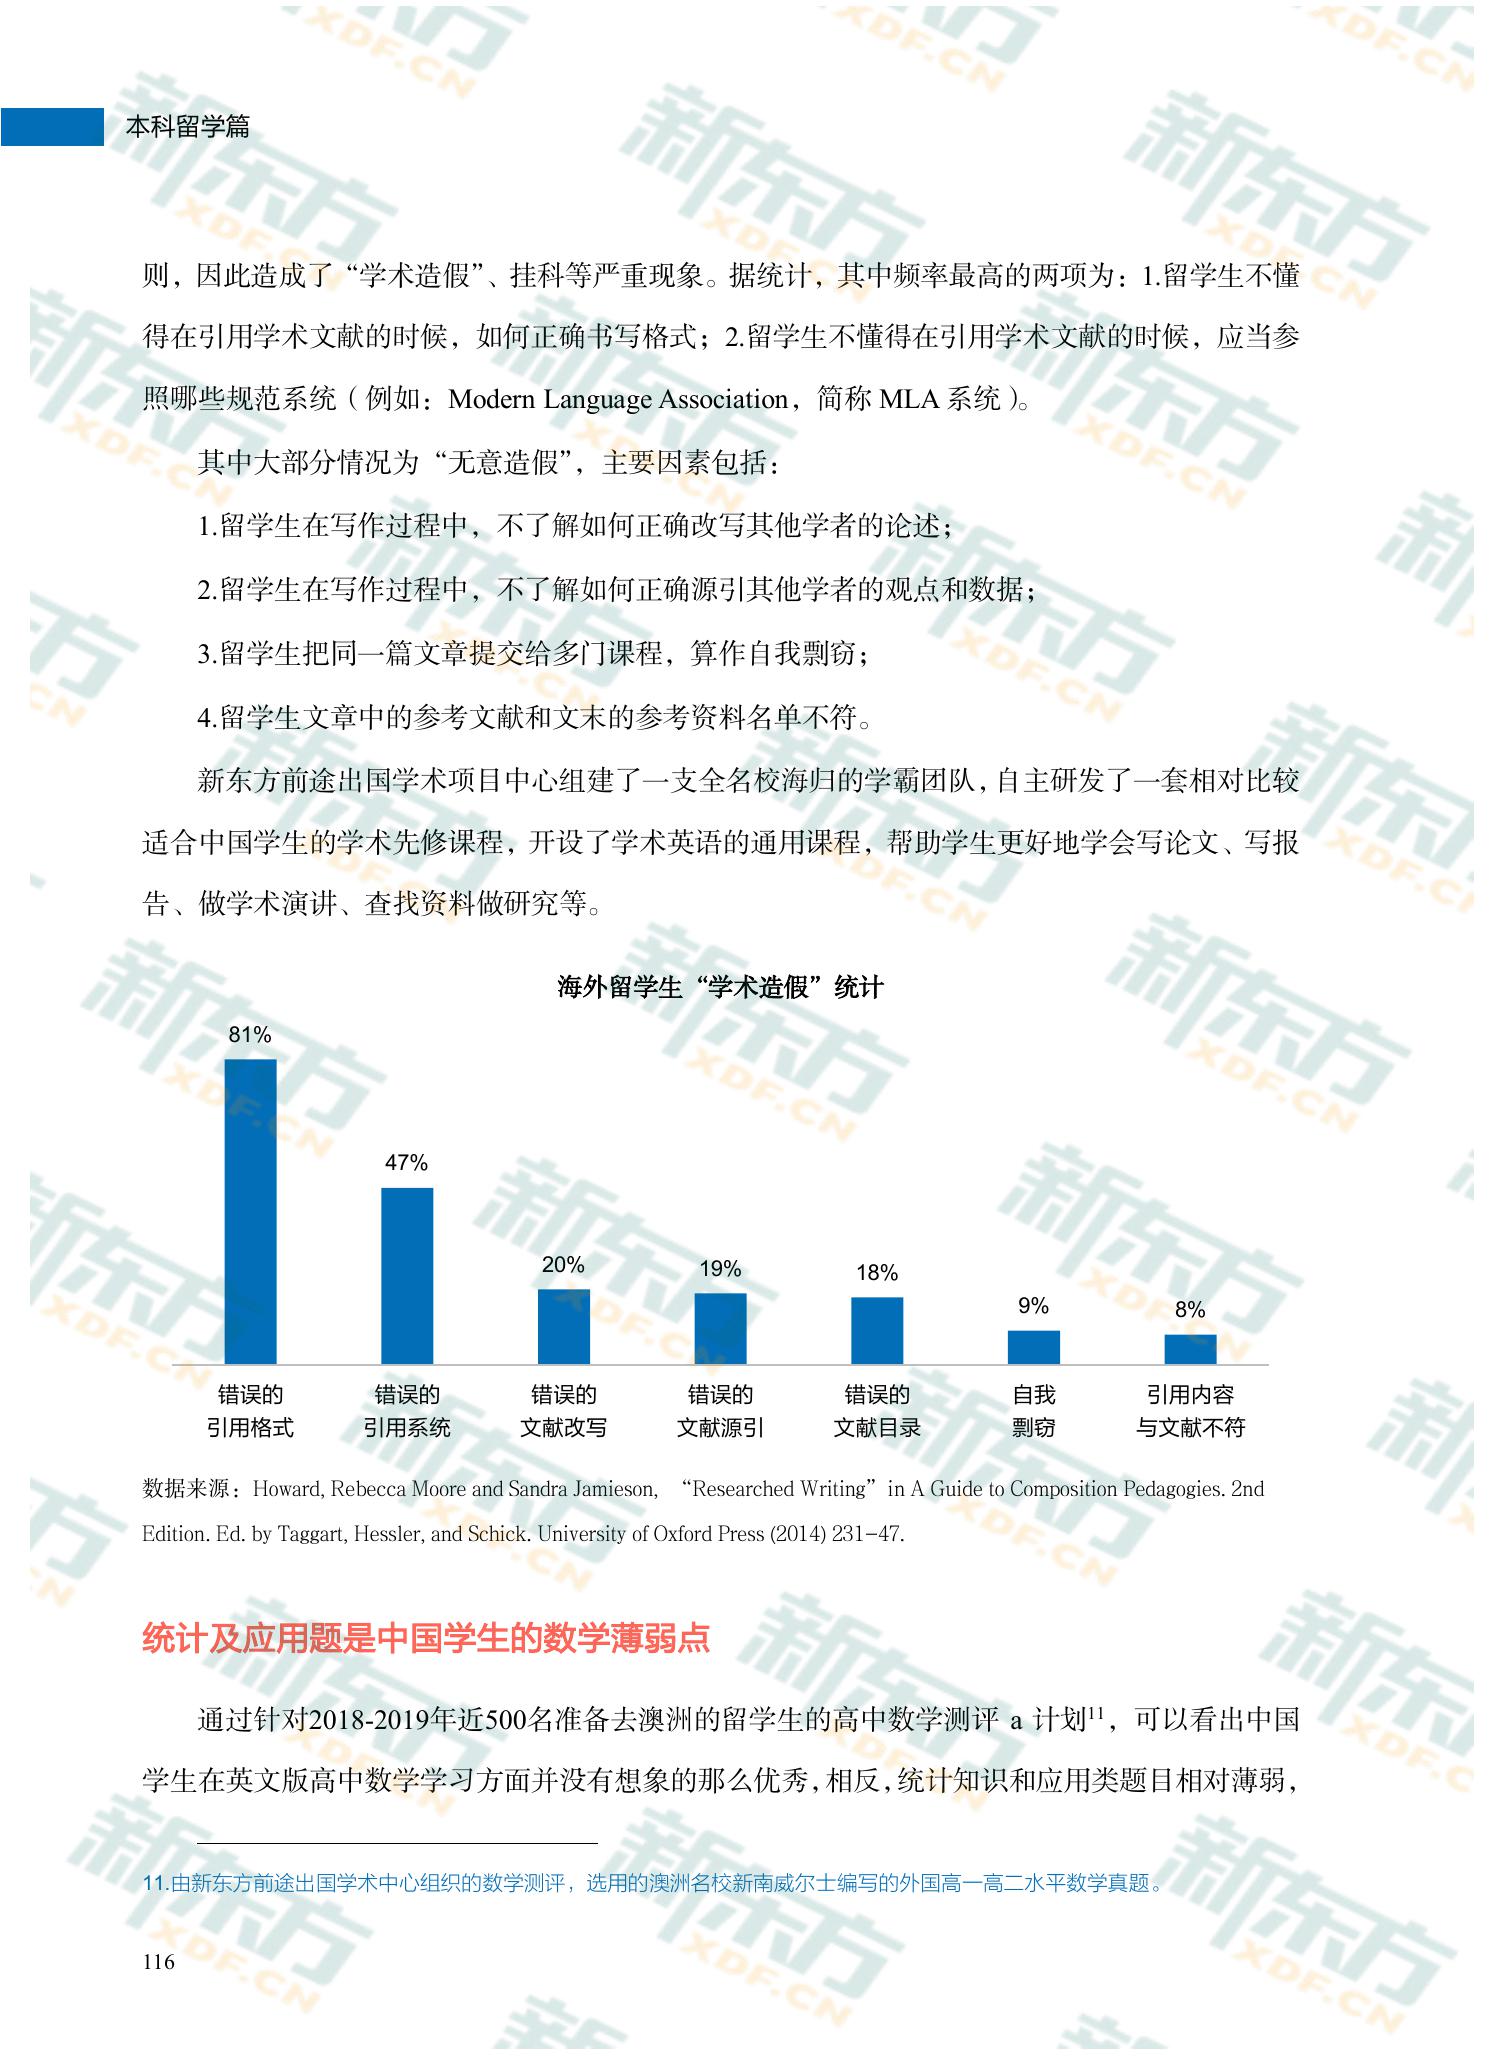 本科留学篇
则，因此造成了“学术造假”、挂科等严重现象。据统计，其中频率最高的两项为：1.留学生不懂
得在引用学术文献的时候，如何正确书写格式；2.留学生不懂得在引用学术文献的时候，应当参
照哪些规范系统（例如：Modern Language Association，简称 MLA 系统）。
其中大部分情况为“无意造假”，主要因素包括：
1.留学生在写作过程中，不了解如何正确改写其他学者的论述；
2.留学生在写作过程中，不了解如何正确源引其他学者的观点和数据；
3.留学生把同一篇文章提交给多门课程，算作自我剽窃；
4.留学生文章中的参考文献和文末的参考资料名单不符。
新东方前途出国学术项目中心组建了一支全名校海归的学霸团队，自主研发了一套相对比较
适合中国学生的学术先修课程，开设了学术英语的通用课程，帮助学生更好地学会写论文、写报
告、做学术演讲、查找资料做研究等。
海外留学生“学术造假”统计
81%
47%
20%
19%
18%
9%
8%
错误的 错误的 错误的 错误的 错误的 自我 引用内容
引用格式 引用系统 文献改写 文献源引 文献目录 剽窃 与文献不符
数据来源：Howard, Rebecca Moore and Sandra Jamieson, “Researched Writing” in A Guide to Composition Pedagogies. 2nd
Edition. Ed. by Taggart, Hessler, and Schick. University of Oxford Press (2014) 231–47.
统计及应用题是中国学生的数学薄弱点
通过针对2018-2019年近500名准备去澳洲的留学生的高中数学测评 a 计划11，可以看出中国
学生在英文版高中数学学习方面并没有想象的那么优秀，相反，统计知识和应用类题目相对薄弱，
11.由新东方前途出国学术中心组织的数学测评，选用的澳洲名校新南威尔士编写的外国高一高二水平数学真题。
116
新东方
XDF.CN